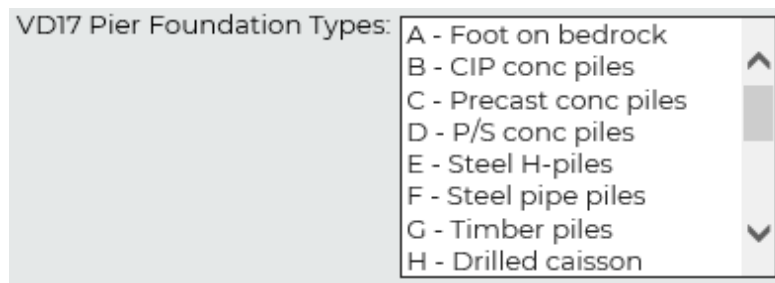 VD17 Pier Foundation Types:
A - Foot on bedrock
B - CIP conc piles
C - Precast conc piles
D - P/S conc piles
E - Steel H-piles
F - Steel pipe piles
G - Timber piles
H - Drilled caisson